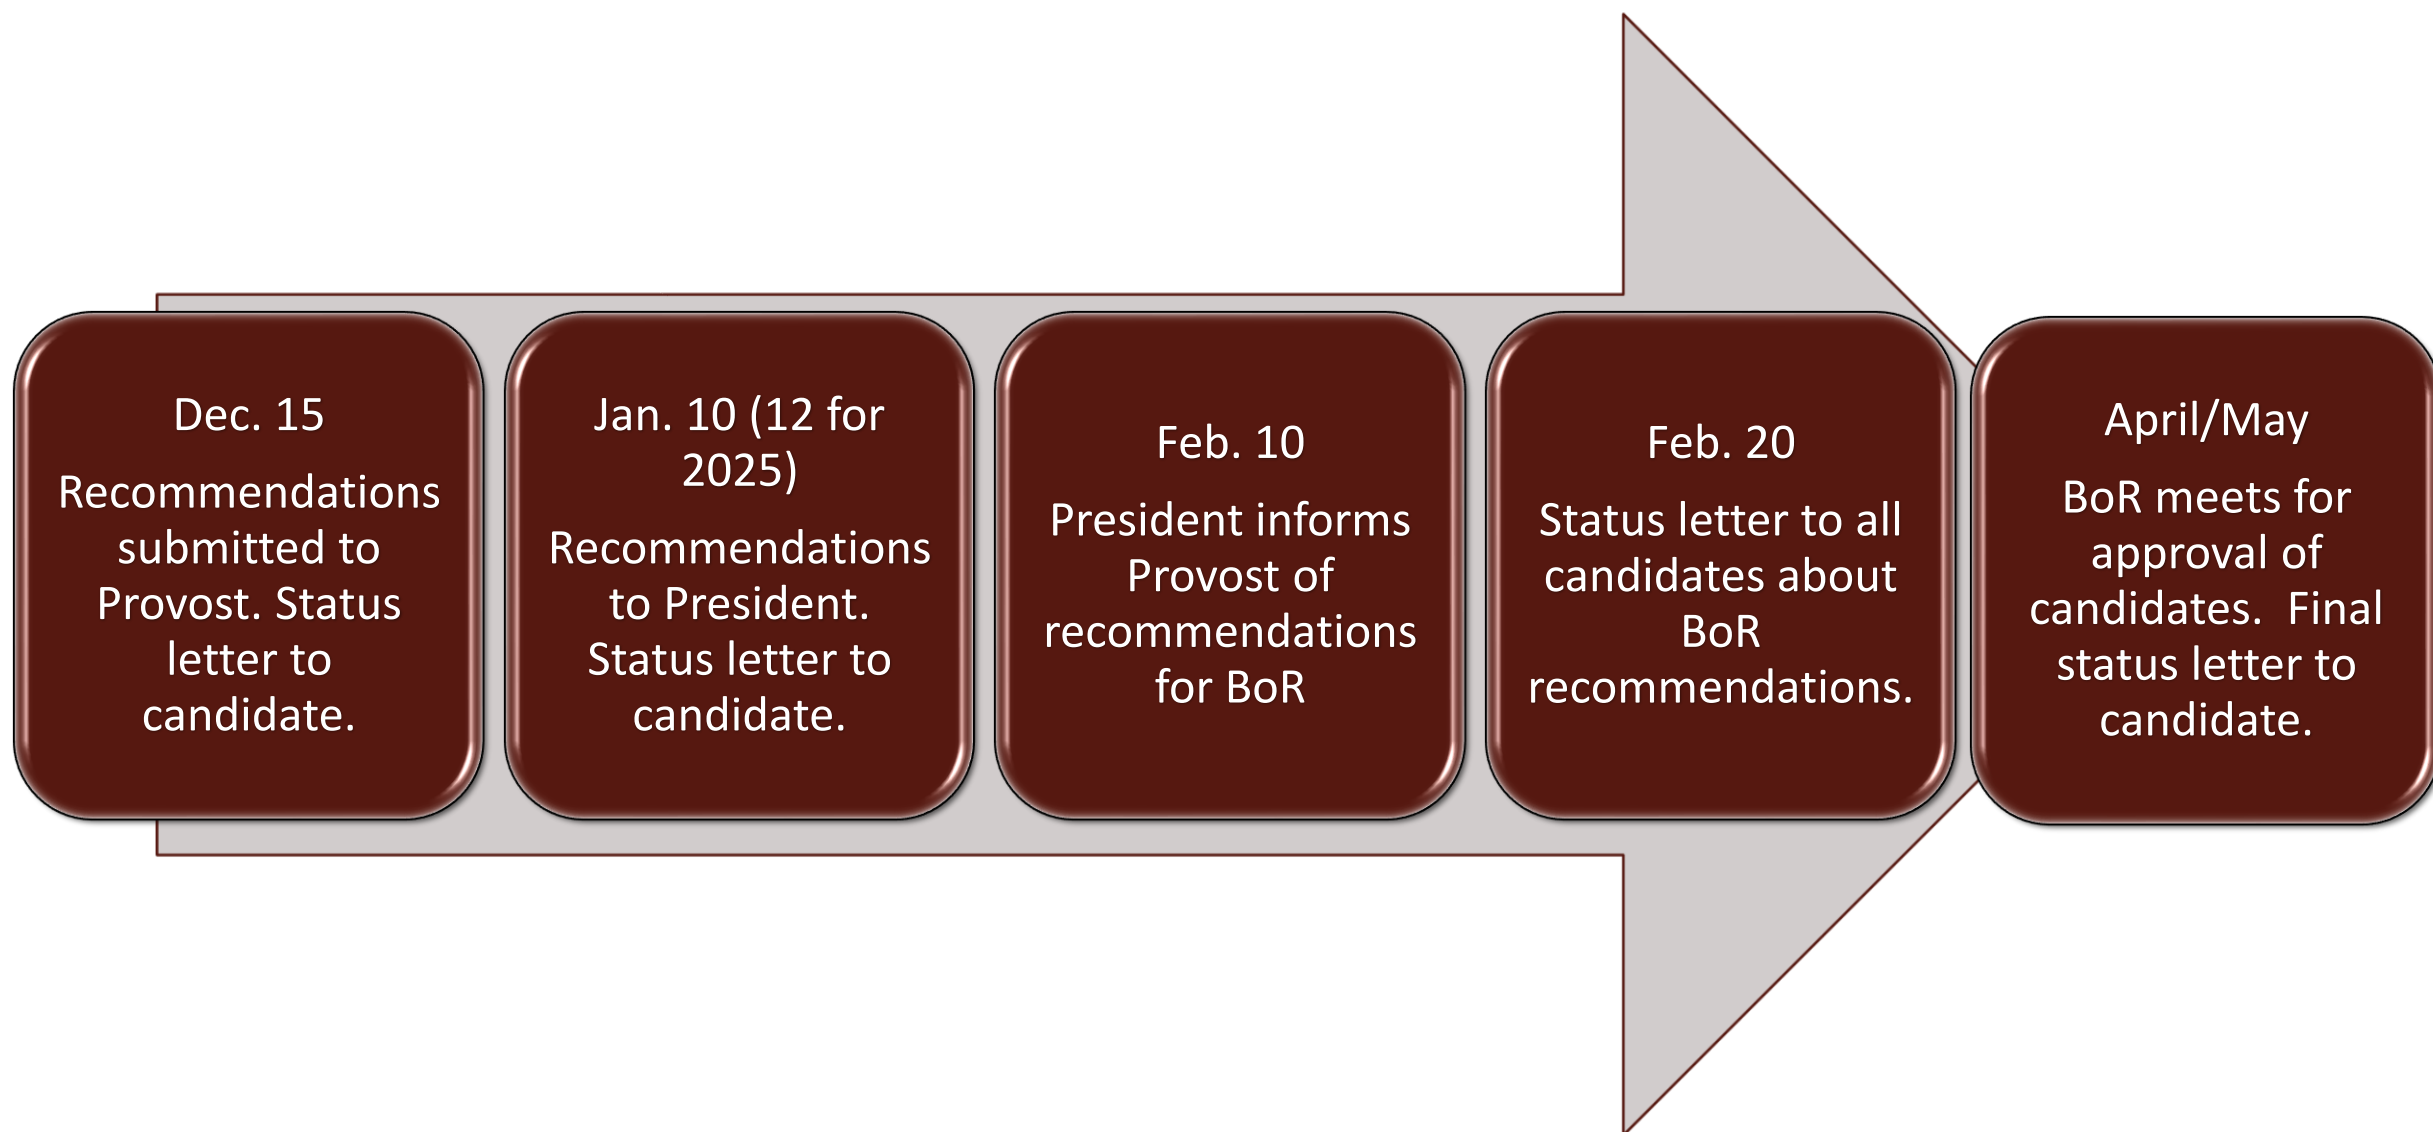 Dec. 15
Recommendations
submitted to
Provost. Status
letter to
candidate.
Jan. 10 (12 for
2025)
Recommendations
to President.
Status letter to
candidate.
Feb. 10
President informs
Provost of
recommendations
for BoR
Feb. 20
Status letter to all
candidates about
BoR
recommendations.
April/May
BoR meets for
approval of
candidates.  Final
status letter to
candidate.